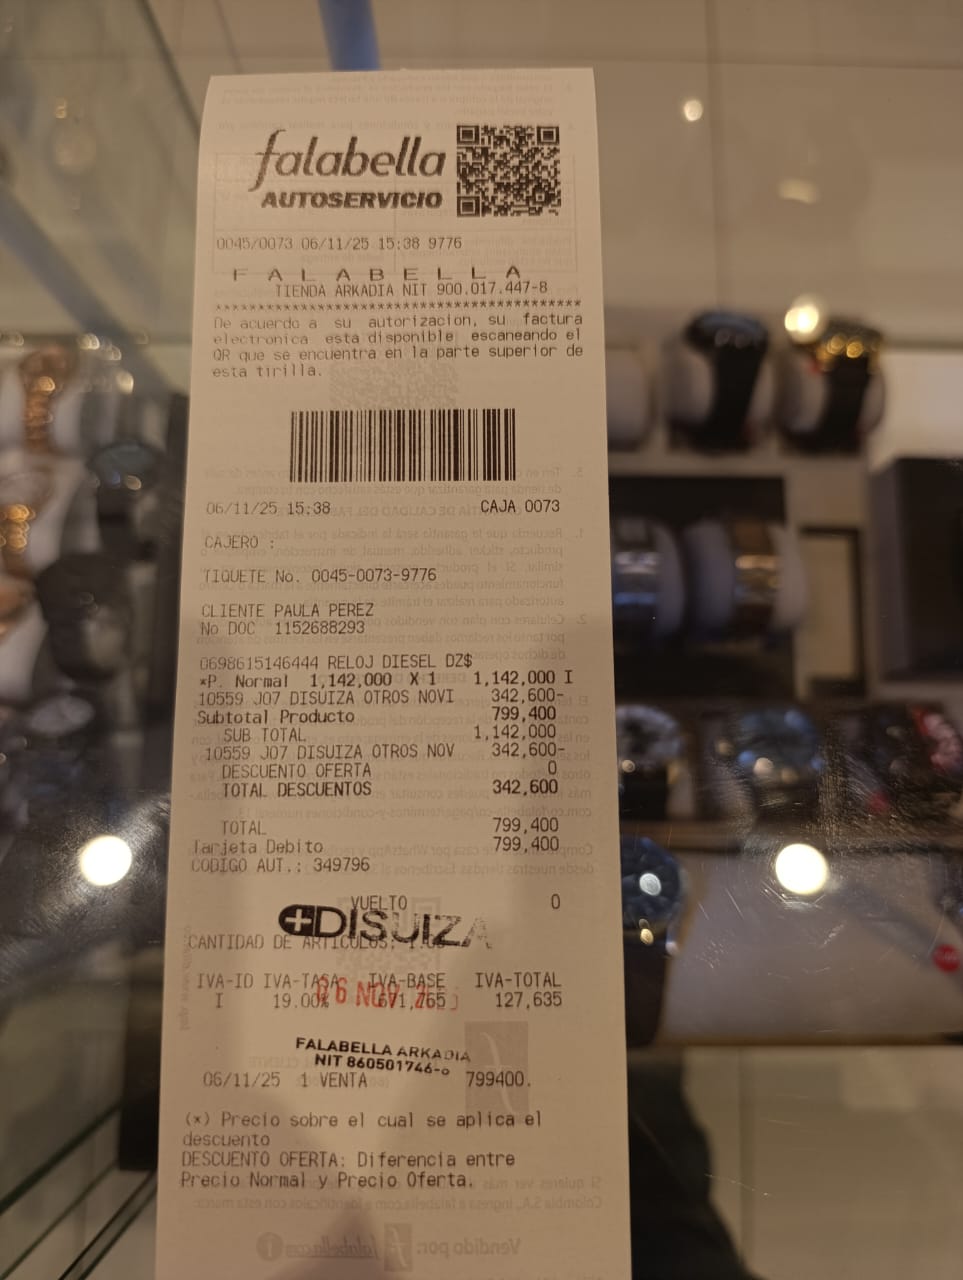 falabella
AUTOSERVICIO
0045/0073 06/11/25 15:38 9776
F A L A B E L L A
TIENDA ARKADIA NIT 900.017.447-8
****************************************
De acuerdo a su autorizacion, su factura
electronica esta disponible escaneando el
QR que se encuentra en la parte superior de
esta tirilla.
06/11/25 15:38 CAJA 0073
CAJERO :
TIQUETE No. 0045-0073-9776
CLIENTE PAULA PEREZ
No DOC 1152688293
0698615146444 RELOJ DIESEL DZ$
*P. Normal 1,142,000 X 1 1,142,000 I
10559 J07 DISUIZA OTROS NOVI 342,600-
Subtotal Producto 799,400
SUB TOTAL 1,142,000
10559 J07 DISUIZA OTROS NOV 342,600-
DESCUENTO OFERTA 0
TOTAL DESCUENTOS 342,600
TOTAL 799,400
Tarjeta Debito 799,400
CODIGO AUT.: 349796
VUELTO 0
DISUIZA
CANTIDAD DE ARTICULOS:
IVA-ID IVA-TASA IVA-BASE IVA-TOTAL
I 19.00% 671,765 127,635
06 NOV
FALABELLA ARKADIA
NIT 860501746-6
06/11/25 1 VENTA 799400.
(*) Precio sobre el cual se aplica el
descuento
DESCUENTO OFERTA: Diferencia entre
Precio Normal y Precio Oferta.